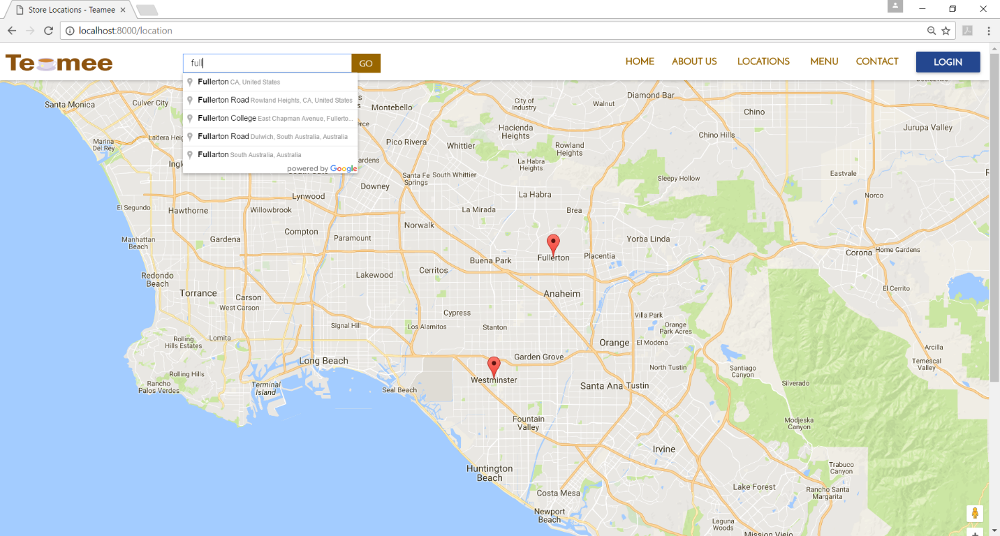 Store Locations - Teamee
localhost:8000/location
Te mee
full
GO
HOME
ABOUT US
LOCATIONS
MENU
CONTACT
LOGIN
Fullerton CA, United States
Fullerton Road Rowland Heights, CA, United States
Fullerton College East Chapman Avenue, Fullerto...
Fullarton Road Dulwich, South Australia, Australia
Fullarton South Australia, Australia
powered by Google
Santa Monica
Culver City
Montebello
City of
Industry
Walnut
Diamond Bar
Chino
Jurupa Valley
Hacienda
Heights
Marina
Del Rey
Ladera Hei
Pico Rivera
Whittier
Rowland
Heights
Chino Hills
Ingl
ardens
Santa Fe
Springs
South Whittier
La Habra
Heights
Sleepy Hollow
Eastvale
Downey
La Habra
Norco
El Segundo
Hawthorne
Willowbrook
Lynwood
La Mirada
Brea
Compton
Norwalk
Manhattan
Beach
Gardena
Paramount
Yorba Linda
Buena Park
Fullerton
Placentia
Corona
Home Gardens
Redondo
Beach
Lakewood
Cerritos
Torrance
Carson
West Carson
Anaheim
El Cerrito
Cypress
Villa Park
Signal Hill
Los Alamitos
Stanton
Orange
Park Acres
Rolling
Hills Estates
Lomita
Orange
El Modena
Arcilla
Long Beach
Garden Grove
North Tustin
Santiago
Canyon
Temescal
Valley
Rolling Hills
Westminster
Rancho
Palos Verdes
Terminal
Island
Seal Beach
Santa Ana
Tustin
Silverado
Fountain
Valley
Modjeska
Canyon
Irvine
Huntington
Beach
Trabuco
Canyon
Lake Forest
Rancho Santa
Margarita
Costa Mesa
Newport
Beach
Laguna
Woods
Mission Viejo